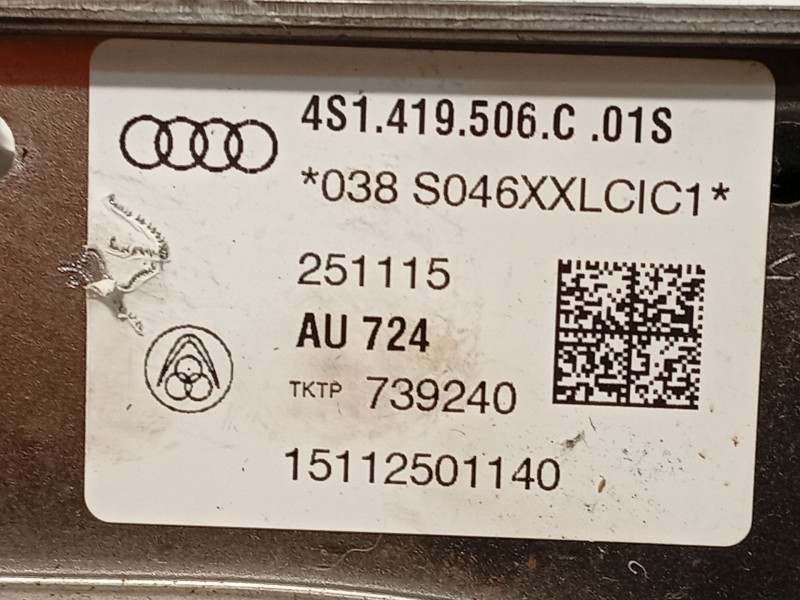 4S1.419.506.C .01S
*038 S046XXLCIC1*
251115
AU 724
TKTP 739240
15112501140